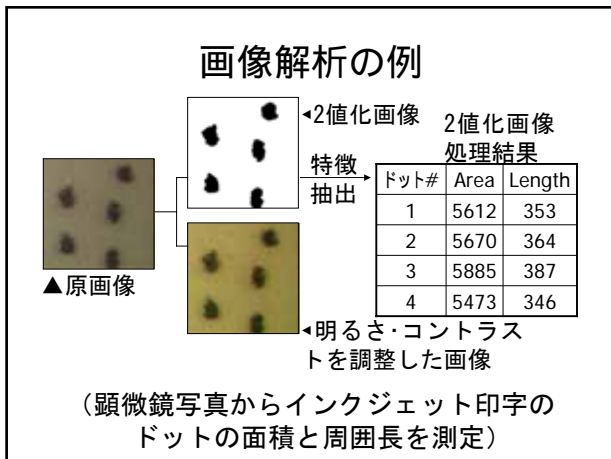 画像解析の例
◂2値化画像
2値化画像
処理結果
特徴
抽出
ドット# Area Length
1 5612 353
2 5670 364
3 5885 387
4 5473 346
▲原画像
◂明るさ・コントラス
トを調整した画像
（顕微鏡写真からインクジェット印字の
ドットの面積と周囲長を測定）